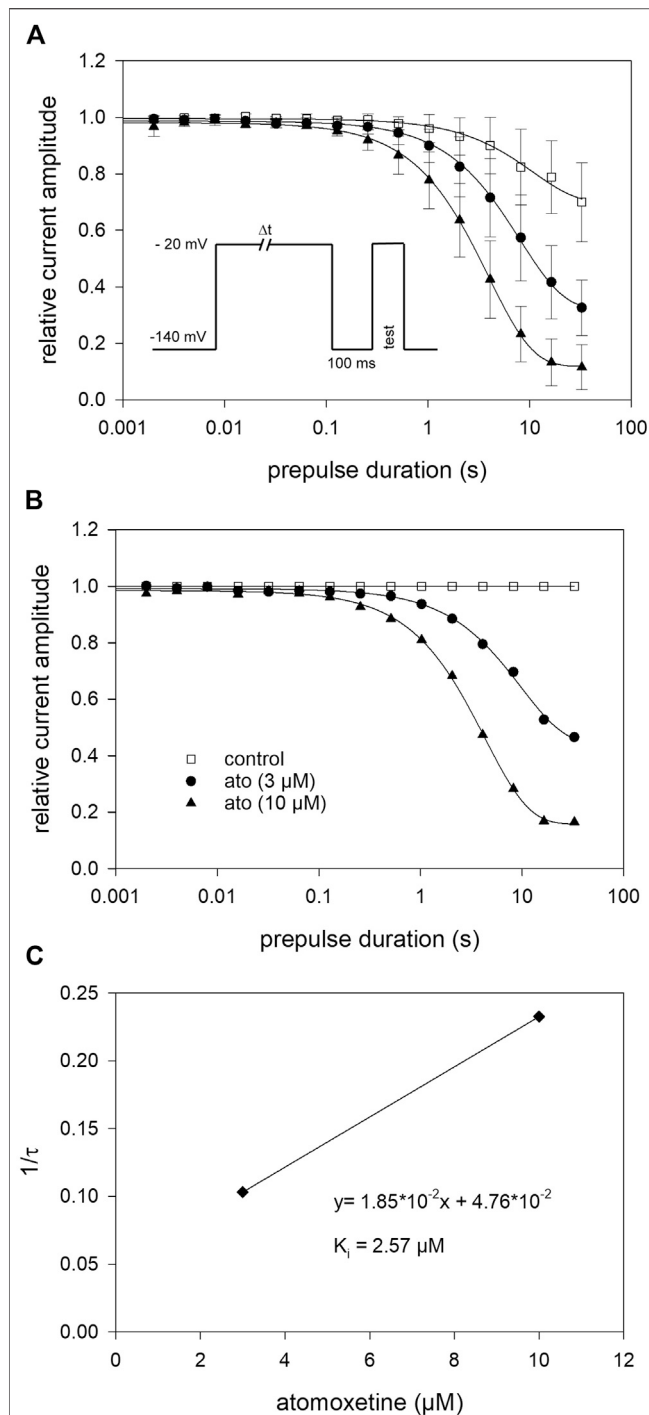 A
relative current amplitude
1.2
1.0
0.8
0.6
0.4
0.2
0.0
Δt
- 20 mV
-140 mV
100 ms
test
0.001 0.01 0.1 1 10 100
prepulse duration (s)
B
relative current amplitude
1.2
1.0
0.8
0.6
0.4
0.2
0.0
control
ato (3 µM)
ato (10 µM)
0.001 0.01 0.1 1 10 100
prepulse duration (s)
C
1/τ
0.25
0.20
0.15
0.10
0.05
0.00
y= 1.85*10⁻²x + 4.76*10⁻²
Kᵢ = 2.57 µM
0 2 4 6 8 10 12
atomoxetine (µM)